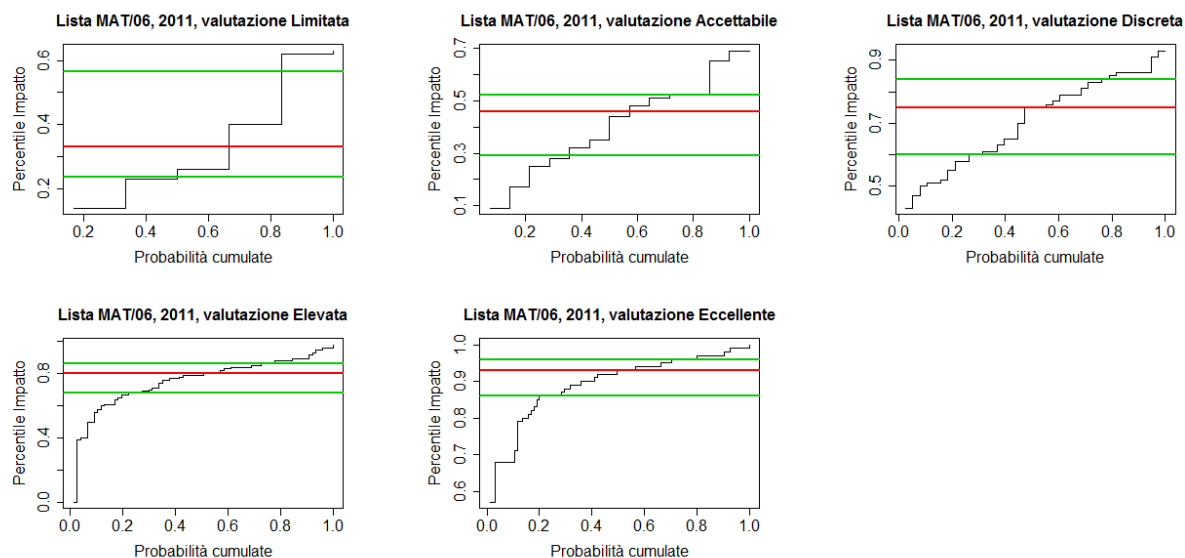 Lista MAT/06, 2011, valutazione Limitata
Percentile Impatto
0.2 0.4 0.6
0.2 0.4 0.6 0.8 1.0
Probabilità cumulate
Lista MAT/06, 2011, valutazione Accettabile
Percentile Impatto
0.1 0.3 0.5 0.7
0.2 0.4 0.6 0.8 1.0
Probabilità cumulate
Lista MAT/06, 2011, valutazione Discreta
Percentile Impatto
0.5 0.7 0.9
0.0 0.2 0.4 0.6 0.8 1.0
Probabilità cumulate
Lista MAT/06, 2011, valutazione Elevata
Percentile Impatto
0.0 0.4 0.8
0.0 0.2 0.4 0.6 0.8 1.0
Probabilità cumulate
Lista MAT/06, 2011, valutazione Eccellente
Percentile Impatto
0.6 0.7 0.8 0.9 1.0
0.0 0.2 0.4 0.6 0.8 1.0
Probabilità cumulate